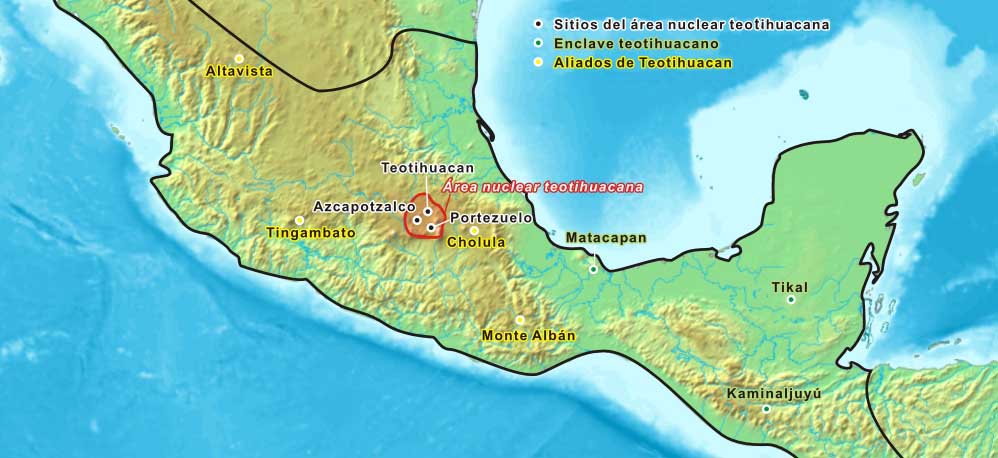 Sitios del área nuclear teotihuacana
Enclave teotihuacano
Aliados de Teotihuacan
Altavista
Teotihuacan
Área nuclear teotihuacana
Azcapotzalco
Portezuelo
Tingambato
Cholula
Matacapan
Tikal
Monte Albán
Kaminaljuyú